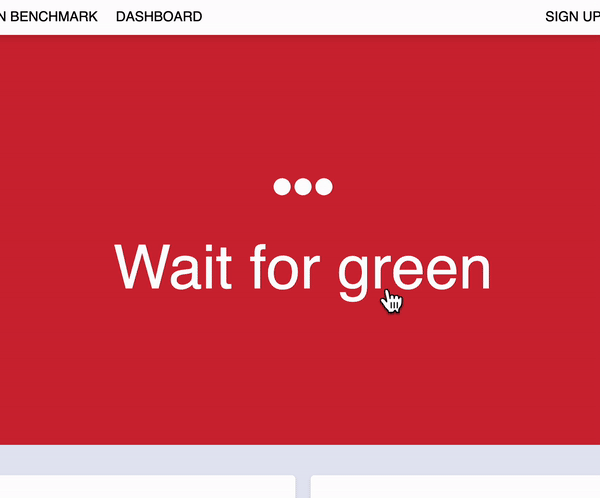 N BENCHMARK DASHBOARD SIGN UP
Wait for green